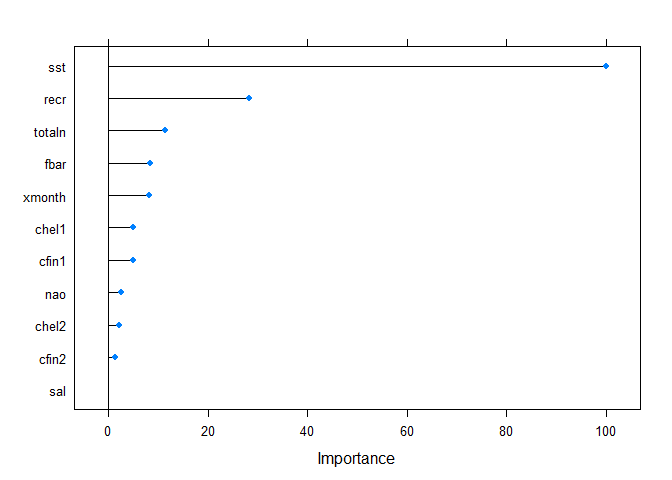 sst
recr
totaln
fbar
xmonth
chel1
cfin1
nao
chel2
cfin2
sal
0 20 40 60 80 100
Importance